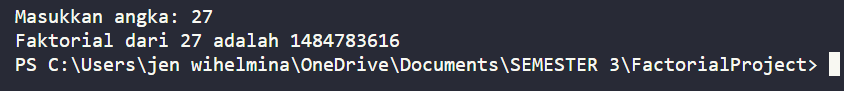 Masukkan angka: 27
Faktorial dari 27 adalah 1484783616
PS C:\Users\jen wihelmina\OneDrive\Documents\SEMESTER 3\FactorialProject>